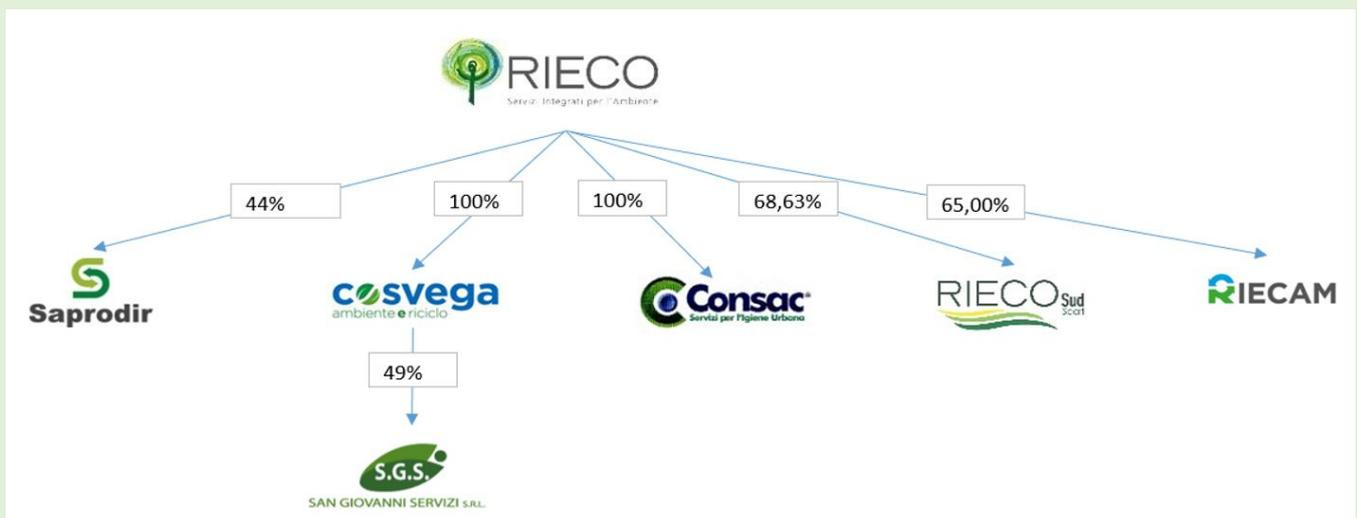 RIECO
Servizi Integrati per l'Ambiente
44%
100%
100%
68,63%
65,00%
Saprodir
cosvega
ambiente e riciclo
Consac
Servizi per l'Igiene Urbana
RIECO Sud
Scarl
RIECAM
49%
S.G.S.
SAN GIOVANNI SERVIZI S.R.L.